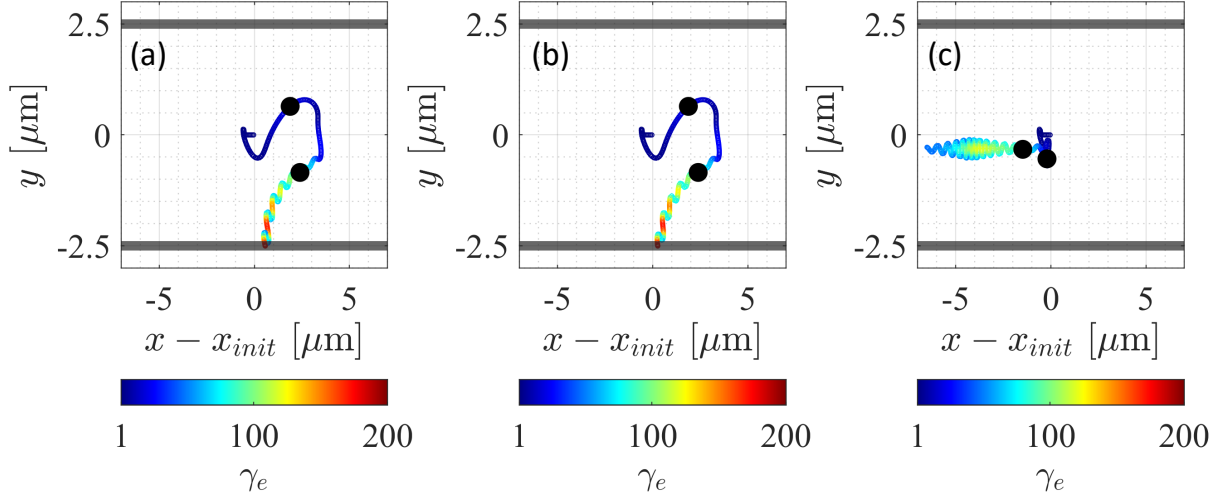 (a) (b) (c)
2.5 2.5 2.5
y [μm] y [μm] y [μm]
0 0 0
-2.5 -2.5 -2.5
-5 0 5 -5 0 5 -5 0 5
x − x_init [μm] x − x_init [μm] x − x_init [μm]
1 100 200 1 100 200 1 100 200
γ_e γ_e γ_e